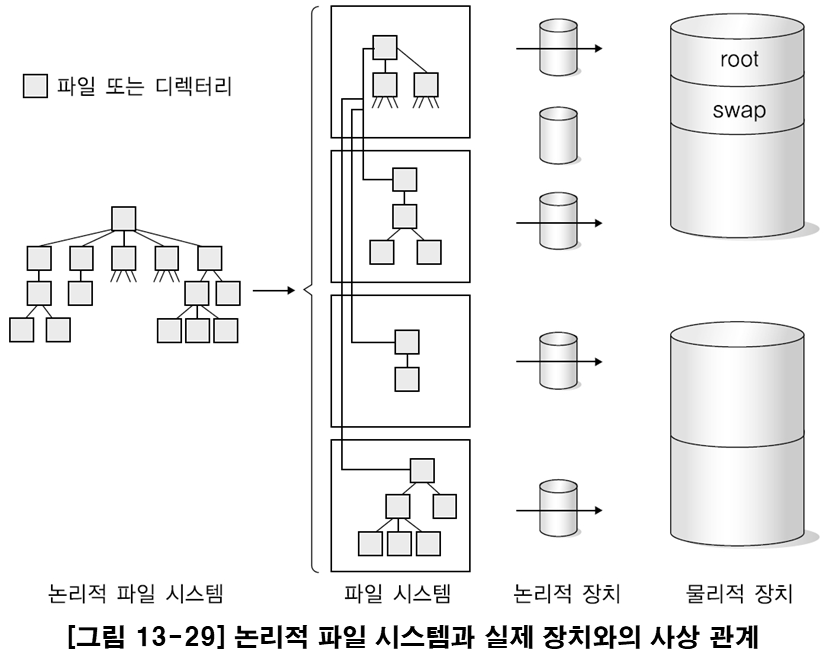 파일 또는 디렉터리
root
swap
논리적 파일 시스템
파일 시스템
논리적 장치
물리적 장치
[그림 13-29] 논리적 파일 시스템과 실제 장치와의 사상 관계